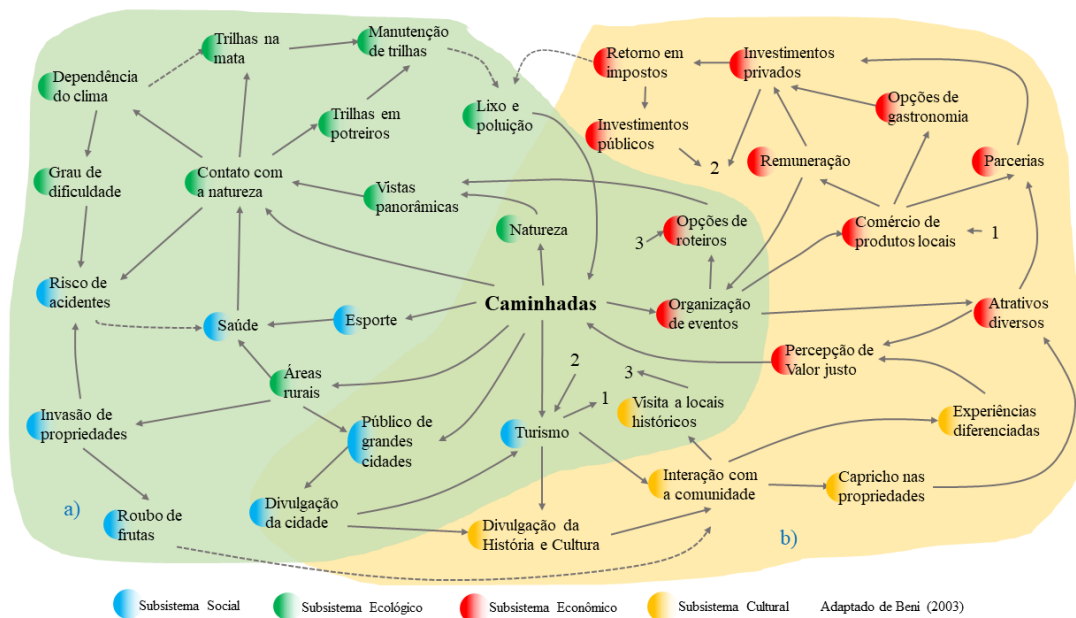 Trilhas na
mata
Manutenção
de trilhas
Retorno em
impostos
Investimentos
privados
Dependência
do clima
Opções de
gastronomia
Lixo e
poluição
Trilhas em
potreiros
Investimentos
públicos
2
Remuneração
Parcerias
Grau de
dificuldade
Contato com
a natureza
Vistas
panorâmicas
Natureza
3
Opções de
roteiros
Comércio de
produtos locais
1
Risco de
acidentes
Saúde
Esporte
Caminhadas
Organização
de eventos
Atrativos
diversos
Percepção de
Valor justo
Áreas
rurais
2
3
1
Visita a locais
históricos
Experiências
diferenciadas
Invasão de
propriedades
Público de
grandes
cidades
Turismo
Interação com
a comunidade
Capricho nas
propriedades
a)
Roubo de
frutas
Divulgação
da cidade
Divulgação da
História e Cultura
b)
Subsistema Social
Subsistema Ecológico
Subsistema Econômico
Subsistema Cultural
Adaptado de Beni (2003)